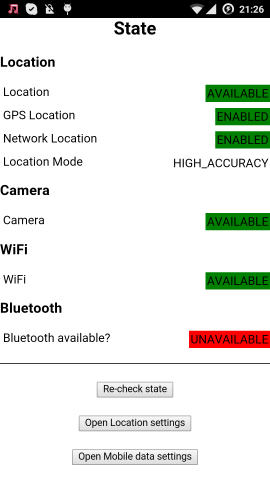 21:26
State
Location
Location AVAILABLE
GPS Location ENABLED
Network Location ENABLED
Location Mode HIGH_ACCURACY
Camera
Camera AVAILABLE
WiFi
WiFi AVAILABLE
Bluetooth
Bluetooth available? UNAVAILABLE
Re-check state
Open Location settings
Open Mobile data settings